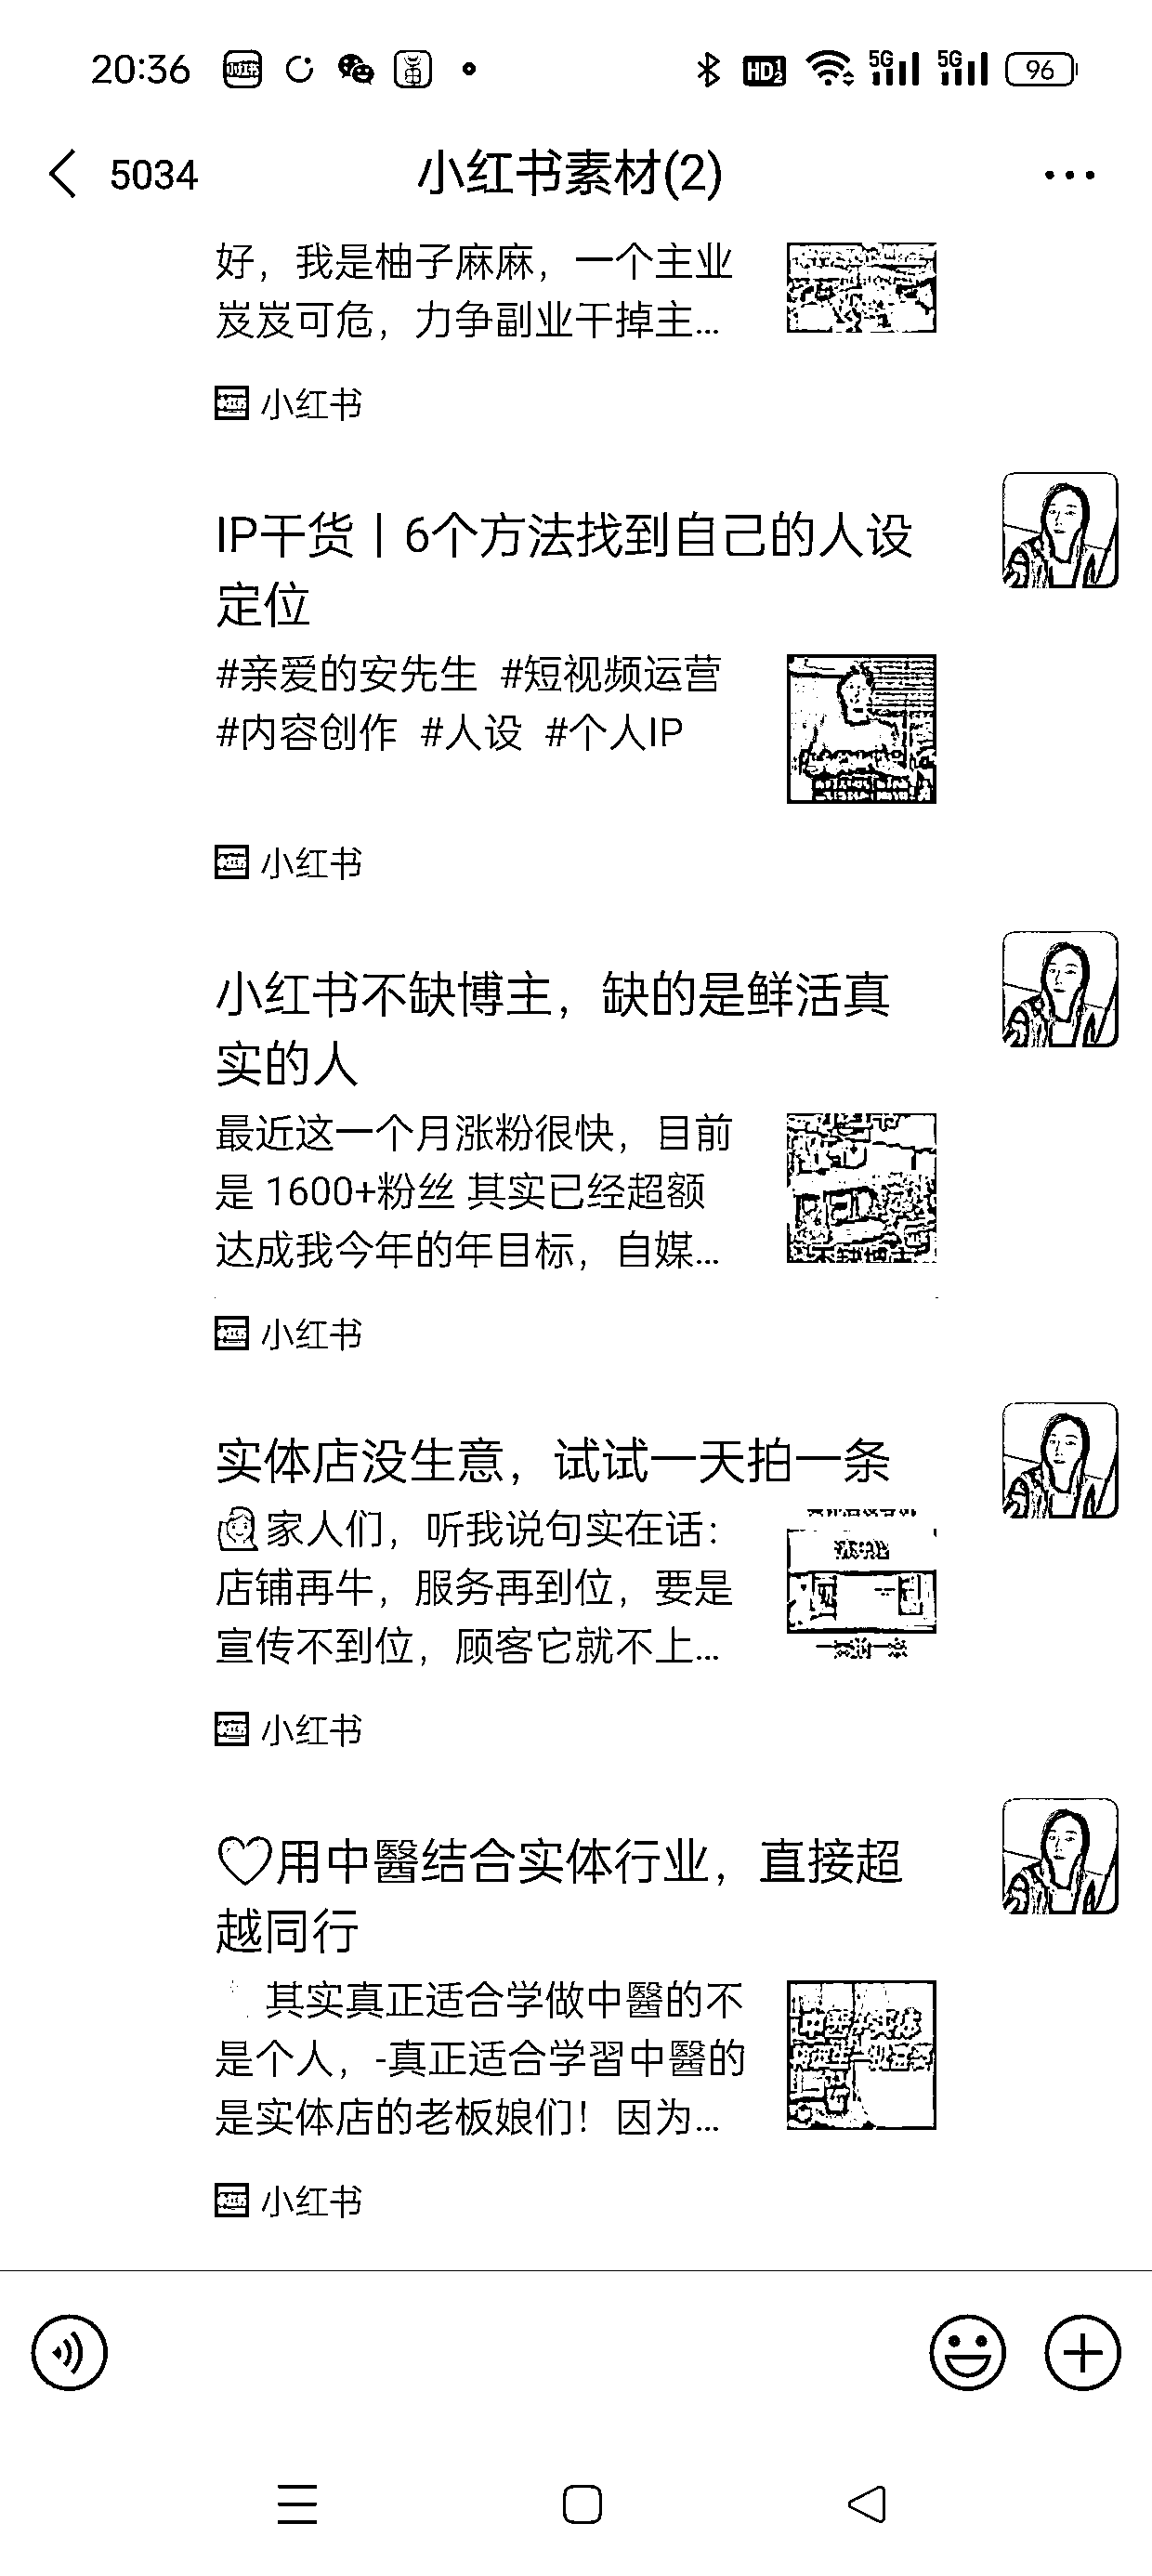 20:36
HD 5G 5G 96
5034
小红书素材(2)
好，我是柚子麻麻，一个主业
岌岌可危，力争副业干掉主...
小红书
IP干货丨6个方法找到自己的人设
定位
#亲爱的安先生 #短视频运营
#内容创作 #人设 #个人IP
小红书
小红书不缺博主，缺的是鲜活真
实的人
最近这一个月涨粉很快，目前
是 1600+粉丝 其实已经超额
达成我今年的年目标，自媒...
小红书
实体店没生意，试试一天拍一条
家人们，听我说句实在话：
店铺再牛，服务再到位，要是
宣传不到位，顾客它就不上...
小红书
♡用中醫结合实体行业，直接超
越同行
其实真正适合学做中醫的不
是个人，-真正适合学習中醫的
是实体店的老板娘们！因为...
小红书